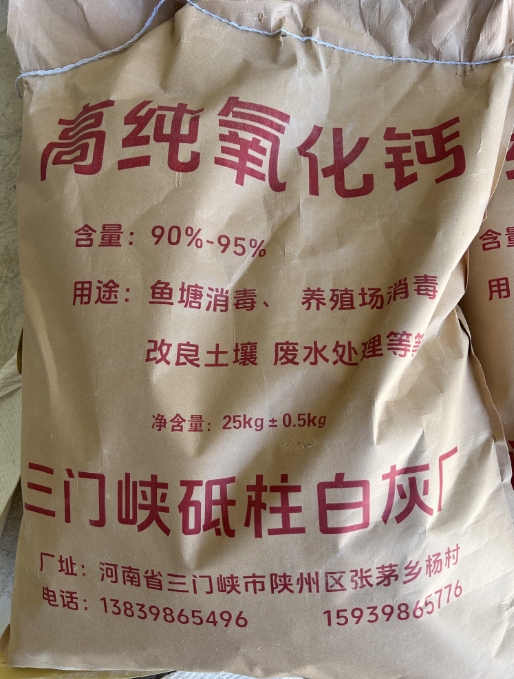 高纯氧化钙
含量：90%-95%
用途：鱼塘消毒、养殖场消毒
改良土壤 废水处理等
净含量：25kg±0.5kg
三门峡砥柱白灰厂
厂址：河南省三门峡市陕州区张茅乡杨村
电话：13839865496 15939865776
含量
用